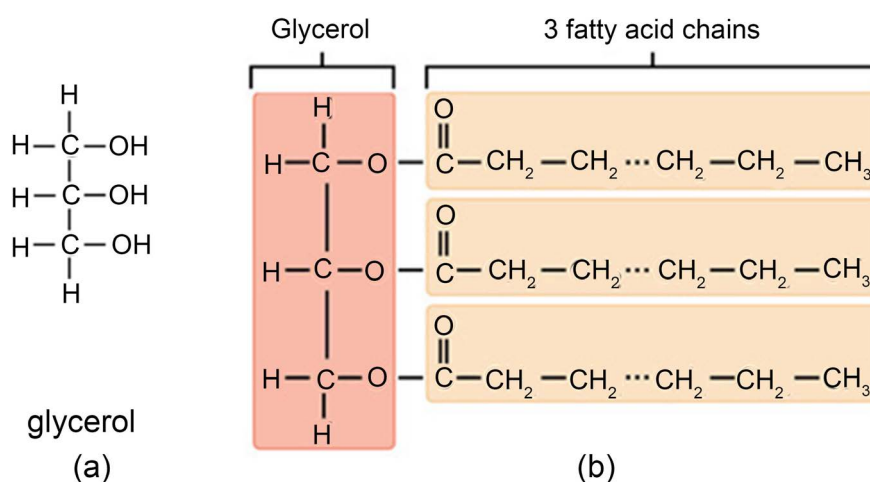 Glycerol
3 fatty acid chains
H
H–C–OH
H–C–OH
H–C–OH
H
glycerol
(a)
H
O
H–C–O–C–CH₂–CH₂···CH₂–CH₂–CH₃
O
H–C–O–C–CH₂–CH₂···CH₂–CH₂–CH₃
O
H–C–O–C–CH₂–CH₂···CH₂–CH₂–CH₃
H
(b)